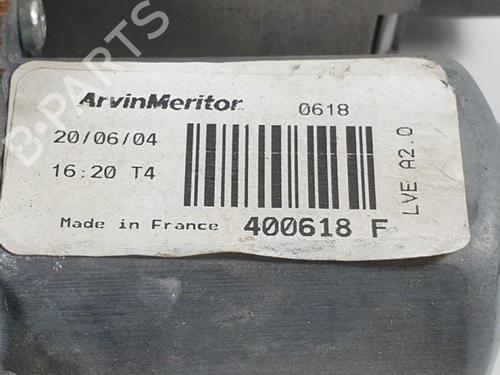 ArvinMeritor 0618
20/06/04
16:20 T4
LVE A2.0
Made in France 400618 F
B-PARTS